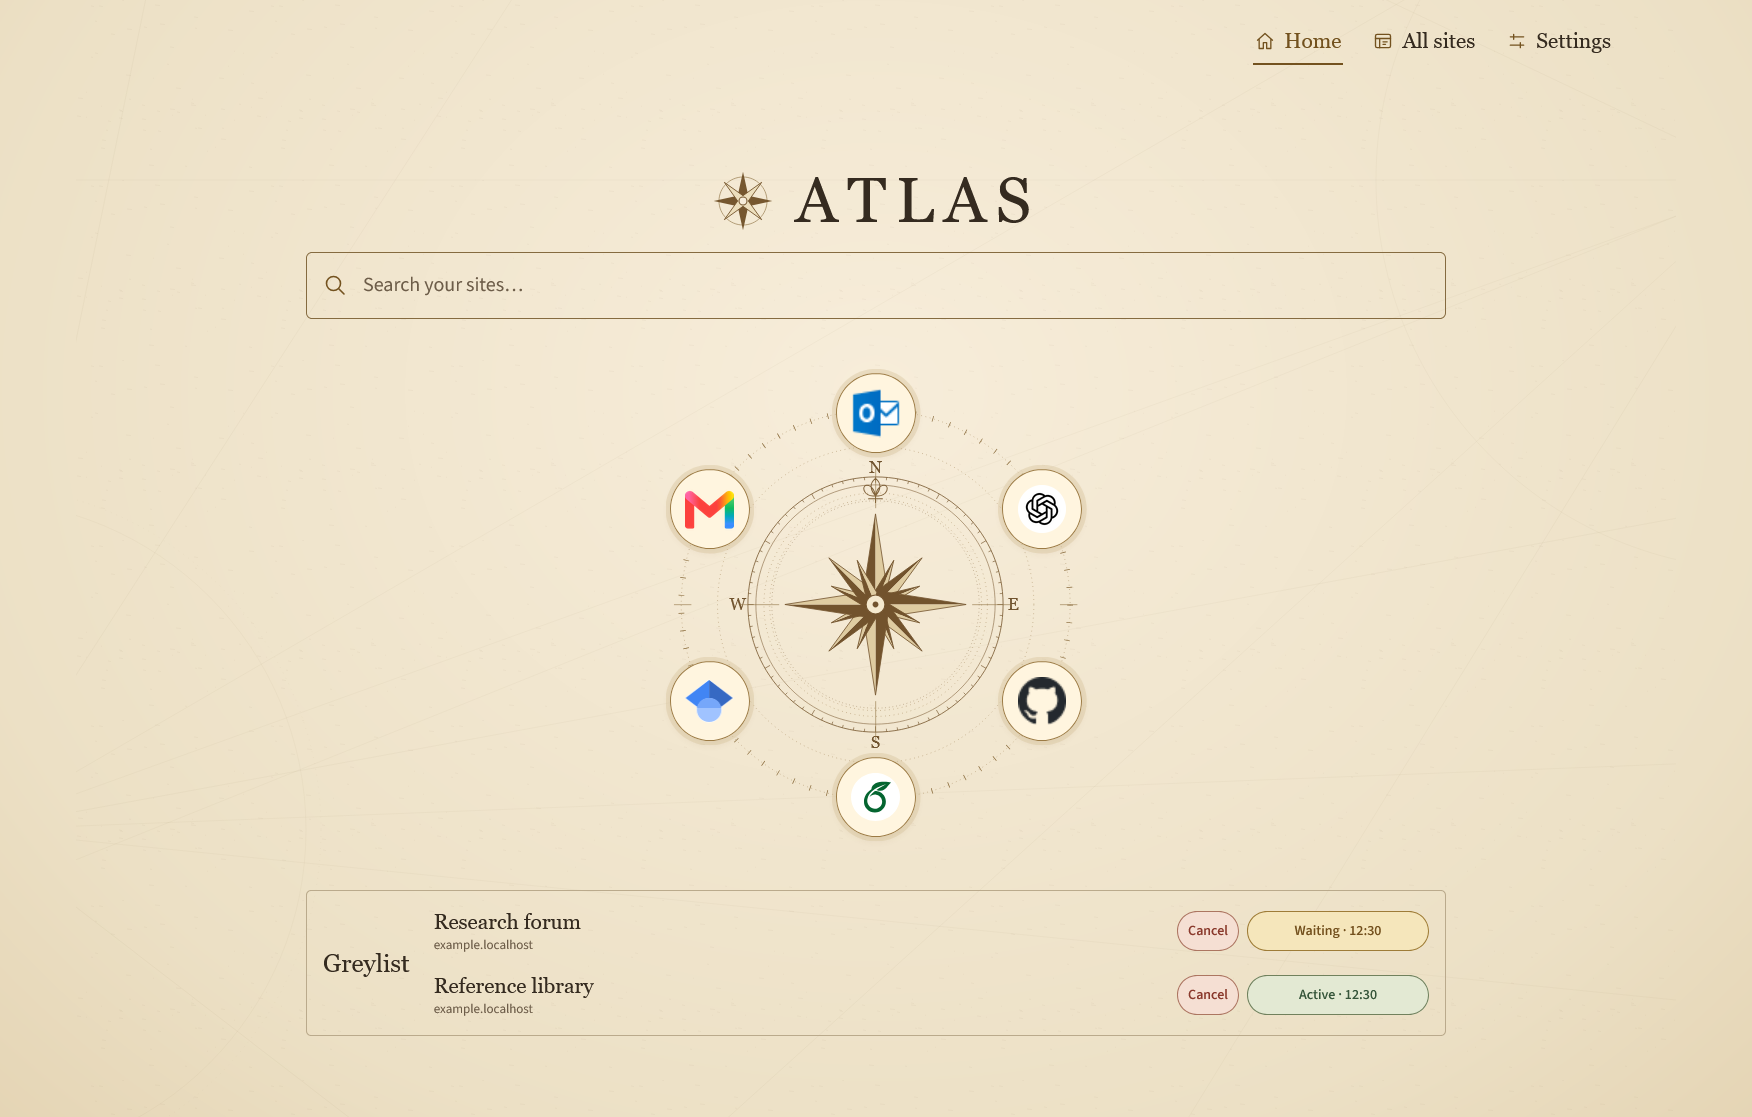 Home
All sites
Settings
ATLAS
Search your sites…
N
W
E
S
Greylist
Research forum
example.localhost
Cancel
Waiting · 12:30
Reference library
example.localhost
Cancel
Active · 12:30